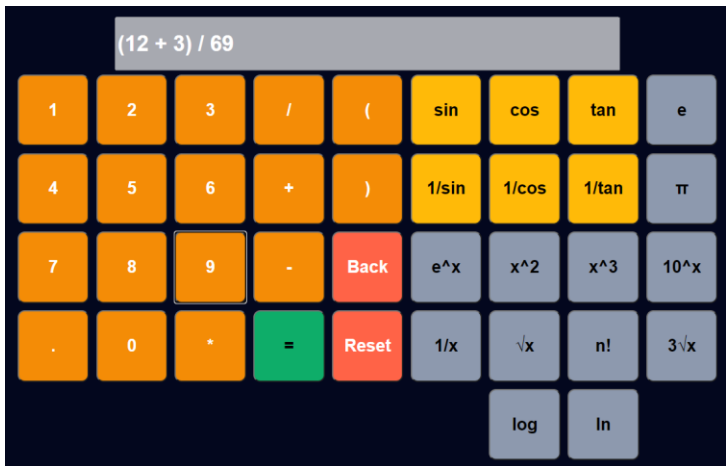 (12 + 3) / 69
1 2 3 / ( sin cos tan e
4 5 6 + ) 1/sin 1/cos 1/tan π
7 8 9 - Back e^x x^2 x^3 10^x
. 0 * = Reset 1/x √x n! 3√x
log ln